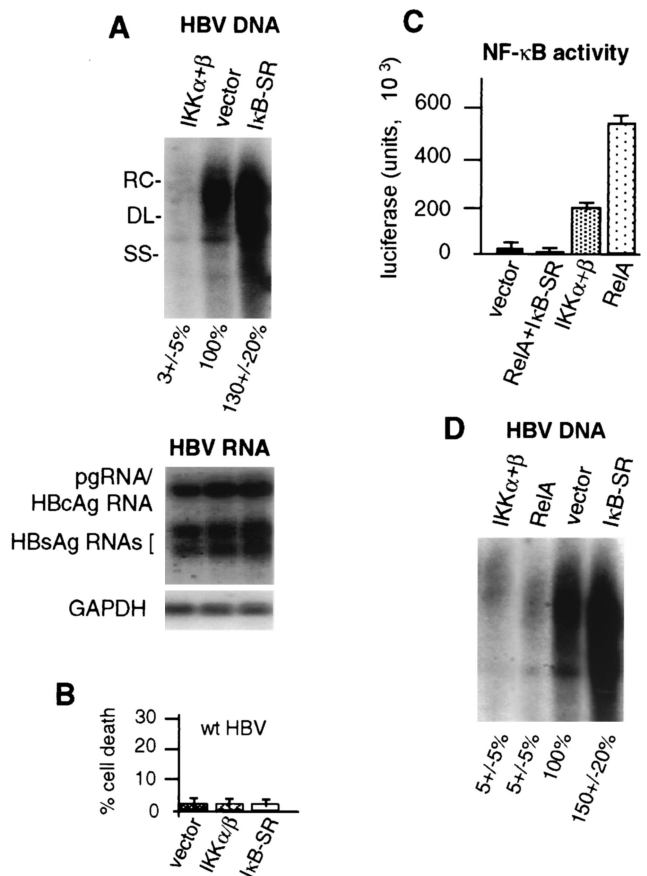 A
HBV DNA
IKKα+β
vector
IκB-SR
RC-
DL-
SS-
3+/-5%
100%
130+/-20%
HBV RNA
pgRNA/
HBcAg RNA
HBsAg RNAs [
GAPDH
B
% cell death
30
20
10
0
wt HBV
vector
IKKα/β
IκB-SR
C
NF-κB activity
luciferase (units, 10 3)
600
400
200
0
vector
RelA+IκB-SR
IKKα+β
RelA
D
HBV DNA
IKKα+β
RelA
vector
IκB-SR
5+/-5%
5+/-5%
100%
150+/-20%